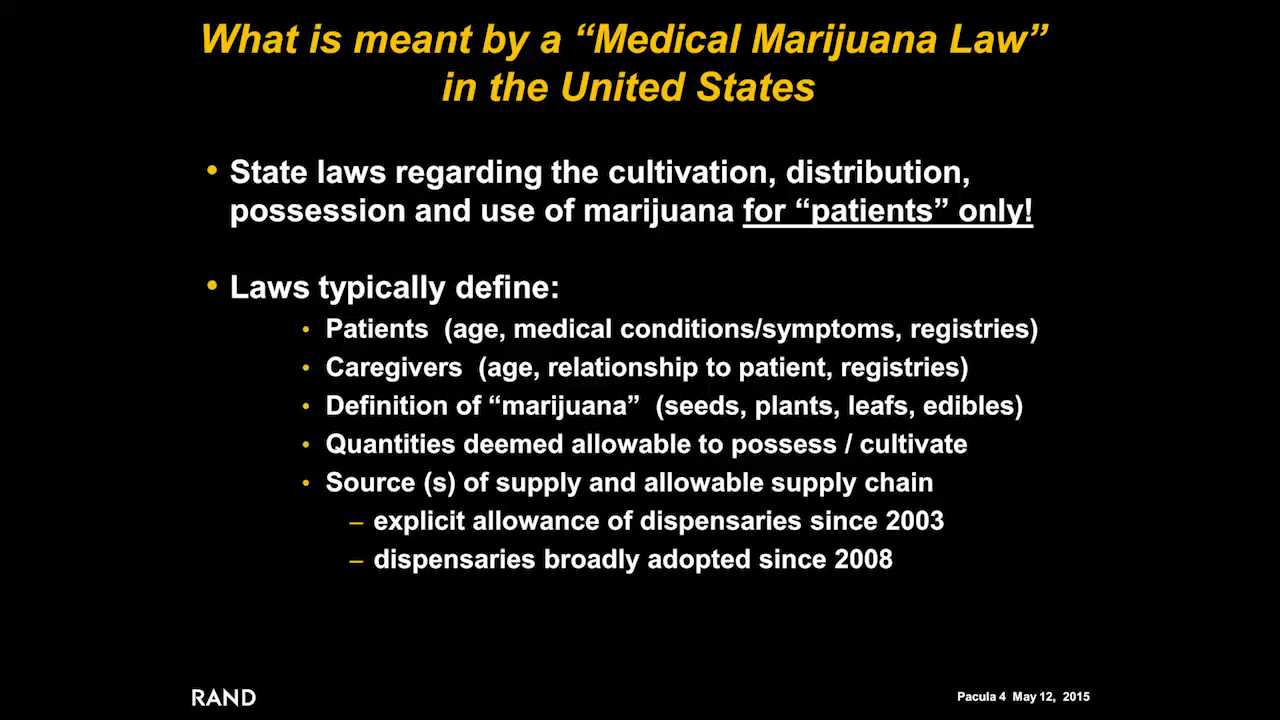 What is meant by a “Medical Marijuana Law”
in the United States
• State laws regarding the cultivation, distribution,
possession and use of marijuana for “patients” only!
• Laws typically define:
• Patients (age, medical conditions/symptoms, registries)
• Caregivers (age, relationship to patient, registries)
• Definition of “marijuana” (seeds, plants, leafs, edibles)
• Quantities deemed allowable to possess / cultivate
• Source (s) of supply and allowable supply chain
– explicit allowance of dispensaries since 2003
– dispensaries broadly adopted since 2008
RAND
Pacula 4 May 12, 2015